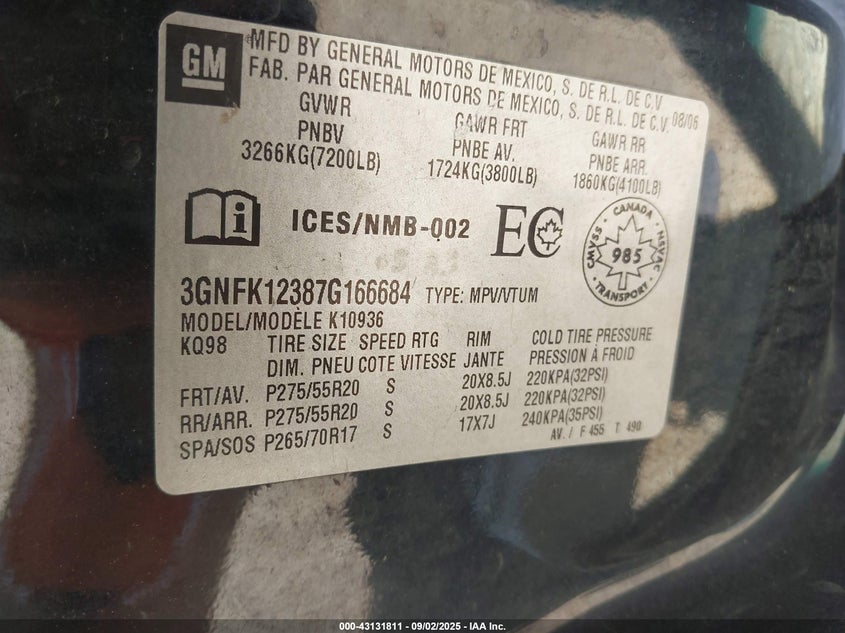 GM
MFD BY GENERAL MOTORS DE MEXICO, S. DE R.L. DE C.V
FAB. PAR GENERAL MOTORS DE MEXICO, S. DE R.L. DE C.V. 08/06
GVWR GAWR FRT GAWR RR
PNBV PNBE AV. PNBE ARR.
3266KG(7200LB) 1724KG(3800LB) 1860KG(4100LB)
i ICES/NMB-002 EC
CANADA
CMVSS 985 NSVAC
TRANSPORT
3GNFK12387G166684 TYPE: MPV/VTUM
MODEL/MODÈLE K10936
KQ98 TIRE SIZE SPEED RTG RIM COLD TIRE PRESSURE
DIM. PNEU COTE VITESSE JANTE PRESSION À FROID
FRT/AV. P275/55R20 S 20X8.5J 220KPA(32PSI)
RR/ARR. P275/55R20 S 20X8.5J 220KPA(32PSI)
SPA/SOS P265/70R17 S 17X7J 240KPA(35PSI)
AV. / F 455 T 490
000-43131811 - 09/02/2025 - IAA Inc.